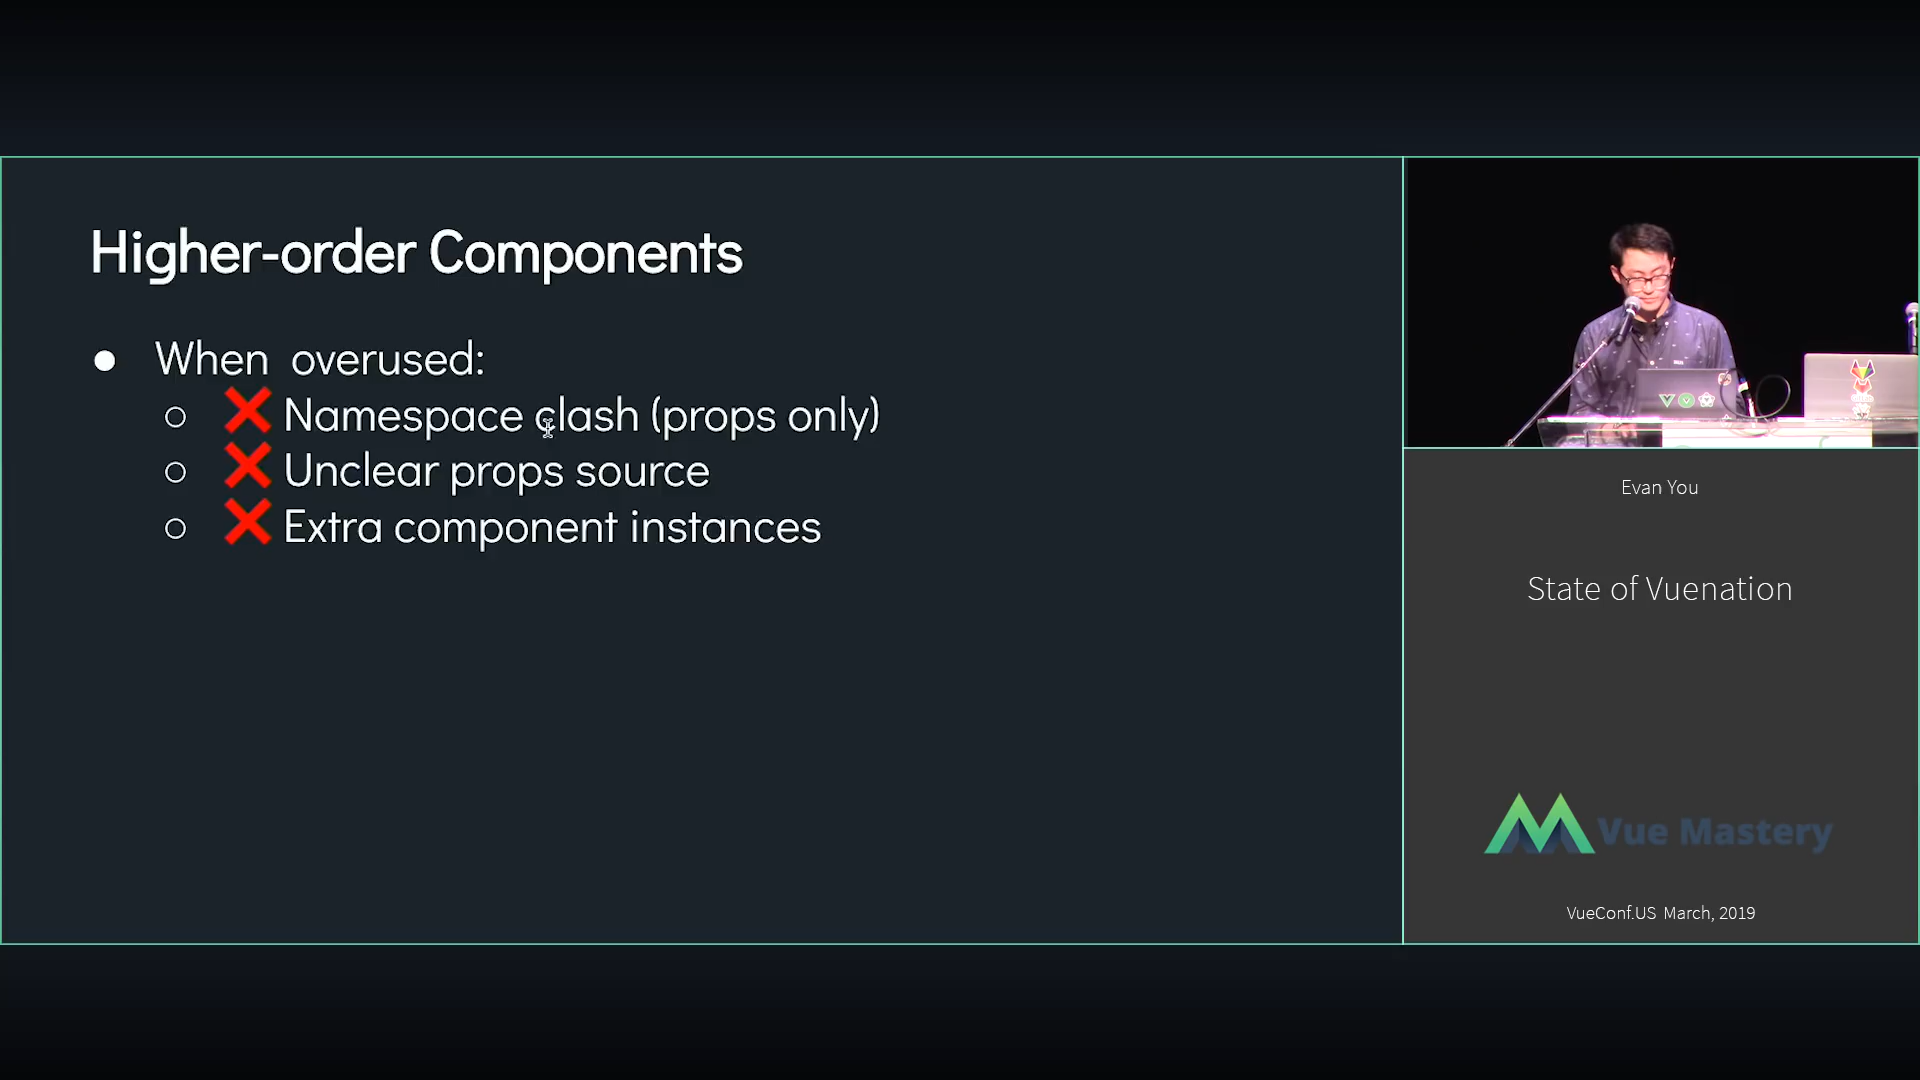 Higher-order Components
When overused:
Namespace clash (props only)
Unclear props source
Extra component instances
Evan You
State of Vuenation
Vue Mastery
VueConf.US March, 2019